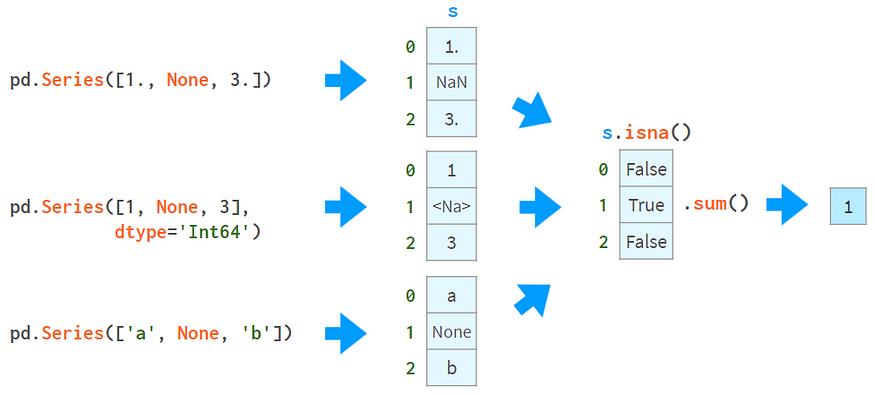 s
pd.Series([1., None, 3.])
0 1.
1 NaN
2 3.
pd.Series([1, None, 3],
dtype='Int64')
0 1
1 <Na>
2 3
pd.Series(['a', None, 'b'])
0 a
1 None
2 b
s.isna()
0 False
1 True
2 False
.sum()
1